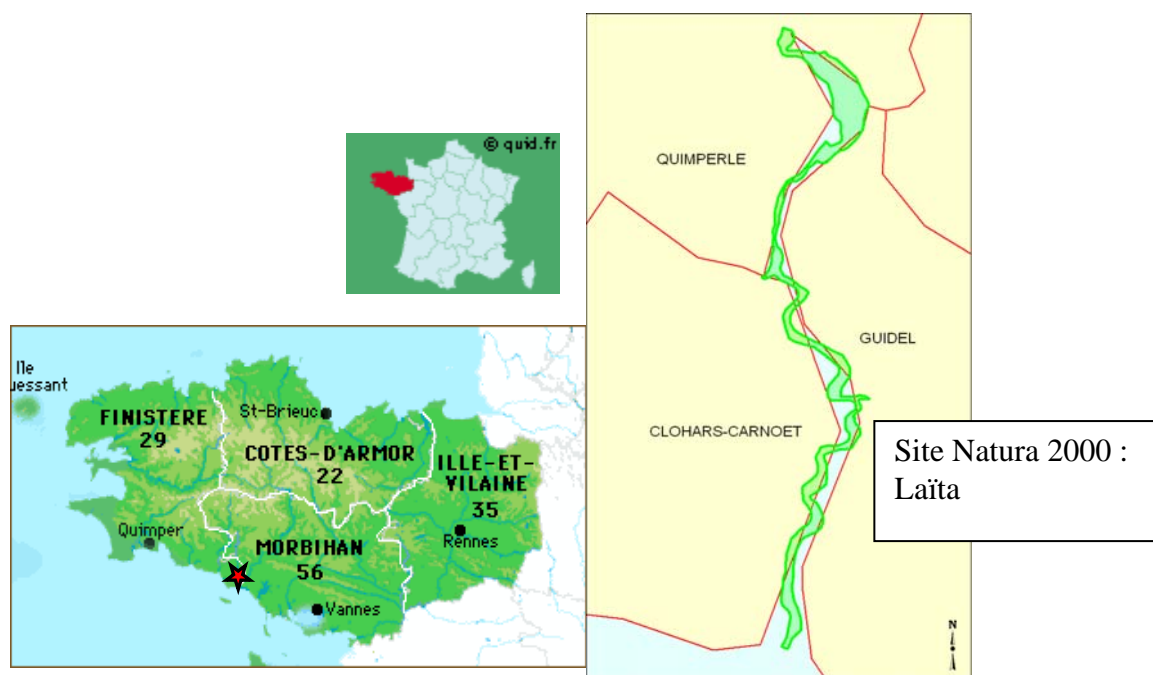 © quid.fr
QUIMPERLE
GUIDEL
CLOHARS-CARNOET
N
Site Natura 2000 :
Laïta
Ile
uessant
FINISTERE
29
St-Brieuc
COTES-D'ARMOR
22
ILLE-ET-
VILAINE
35
Quimper
Rennes
MORBIHAN
56
Vannes